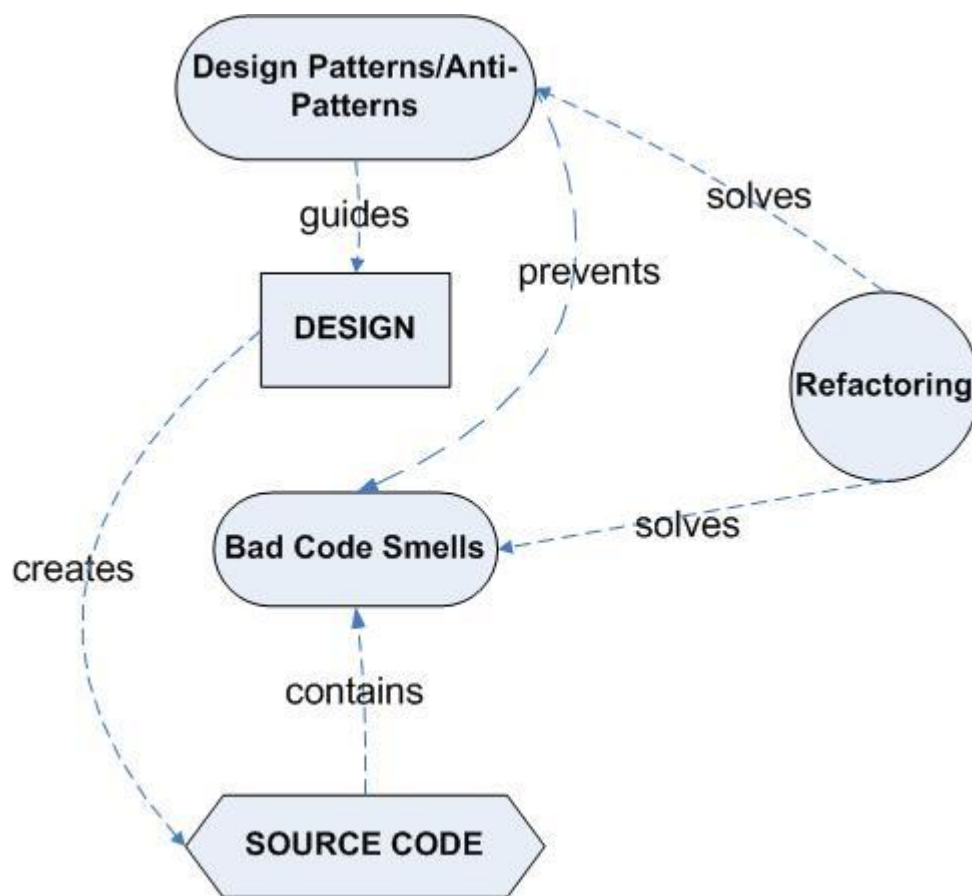 Design Patterns/Anti-
Patterns
solves
guides
prevents
DESIGN
Refactoring
solves
Bad Code Smells
creates
contains
SOURCE CODE